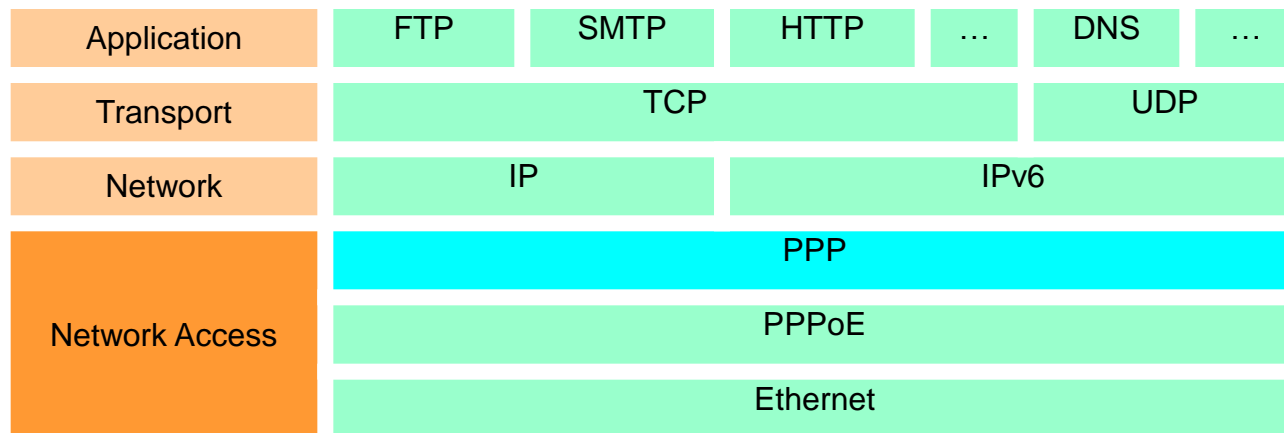 Application
FTP
SMTP
HTTP
…
DNS
…
Transport
TCP
UDP
Network
IP
IPv6
Network Access
PPP
PPPoE
Ethernet